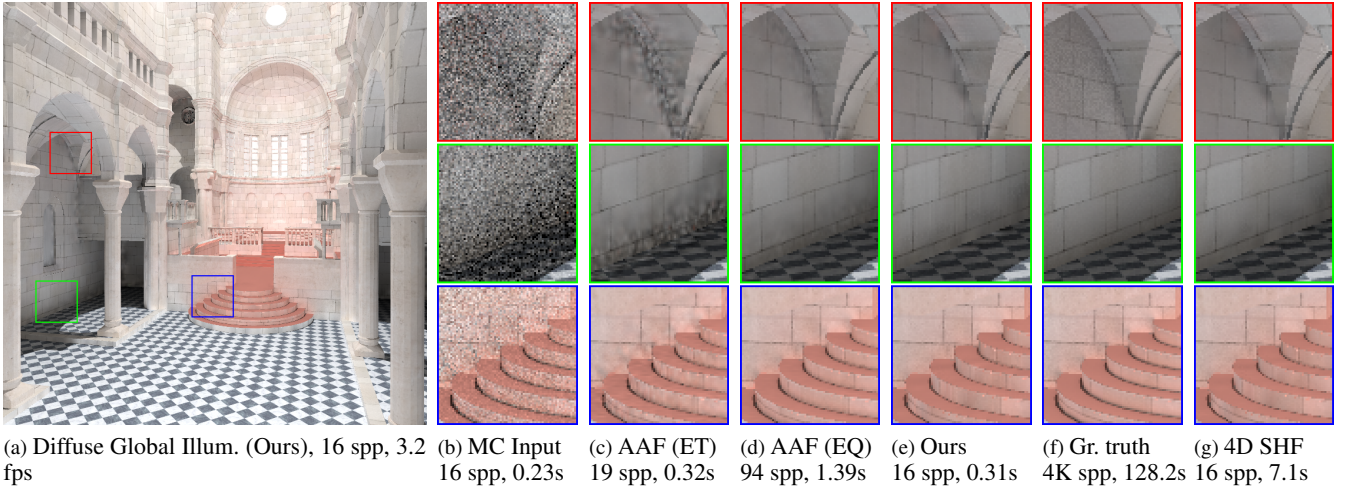 (a) Diffuse Global Illum. (Ours), 16 spp, 3.2
fps
(b) MC Input
16 spp, 0.23s
(c) AAF (ET)
19 spp, 0.32s
(d) AAF (EQ)
94 spp, 1.39s
(e) Ours
16 spp, 0.31s
(f) Gr. truth
4K spp, 128.2s
(g) 4D SHF
16 spp, 7.1s